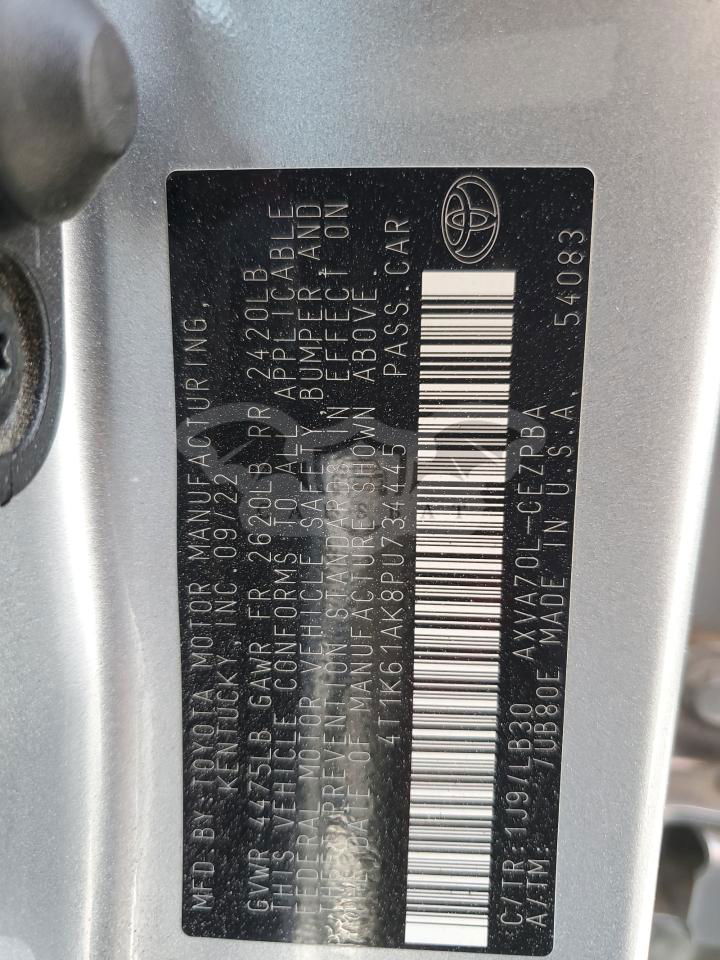 MFD BY:TOYOTA MOTOR MANUFACTURING,
KENTUCKY INC 09/22
GVWR 4475LB GAWR FR 2620LB RR 2420LB
THIS VEHICLE CONFORMS TO ALL APPLICABLE
FEDERAL MOTOR VEHICLE SAFETY, BUMPER AND
THEFT PREVENTION STANDARDS IN EFFECT ON
THE DATE OF MANUFACTURE SHOWN ABOVE.
4T1K61AK8PU073445 PASS.CAR
C/TR:1J9/LB30 AXVA70L-CEZPBA
A/TM: 7UB80E MADE IN U.S.A. 54083